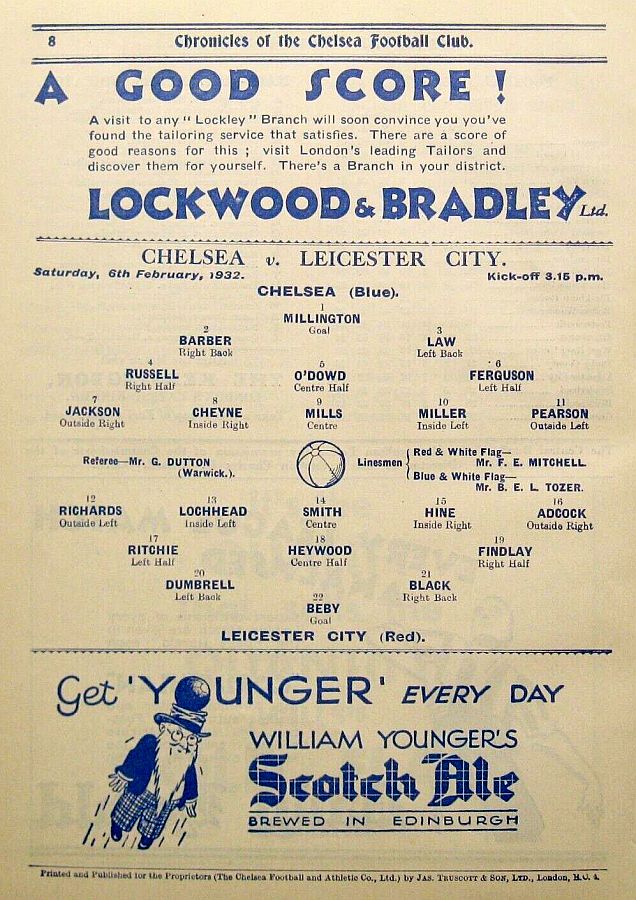 8
Chronicles of the Chelsea Football Club.
A GOOD SCORE!
A visit to any "Lockley" Branch will soon convince you you've
found the tailoring service that satisfies. There are a score of
good reasons for this ; visit London's leading Tailors and
discover them for yourself. There's a Branch in your district.
LOCKWOOD & BRADLEY Ltd.
CHELSEA v. LEICESTER CITY.
Saturday, 6th February, 1932. Kick-off 3.15 p.m.
CHELSEA (Blue).
1
MILLINGTON
Goal
2 3
BARBER LAW
Right Back Left Back
4 5 6
RUSSELL O'DOWD FERGUSON
Right Half Centre Half Left Half
7 8 9 10 11
JACKSON CHEYNE MILLS MILLER PEARSON
Outside Right Inside Right Centre Inside Left Outside Left
Referee—Mr. G. DUTTON
(Warwick.).
Linesmen
Red & White Flag—
Mr. F. E. MITCHELL.
Blue & White Flag—
Mr. B. E. L. TOZER.
12 13 14 15 16
RICHARDS LOCHHEAD SMITH HINE ADCOCK
Outside Left Inside Left Centre Inside Right Outside Right
17 18 19
RITCHIE HEYWOOD FINDLAY
Left Half Centre Half Right Half
20 21
DUMBRELL BLACK
Left Back Right Back
22
BEBY
Goal
LEICESTER CITY (Red).
Get 'YOUNGER' EVERY DAY
WILLIAM YOUNGER'S
Scotch Ale
BREWED IN EDINBURGH
Printed and Published for the Proprietors (The Chelsea Football and Athletic Co., Ltd.) by JAS. TRUSCOTT & SON, LTD., London, E.C. 4.